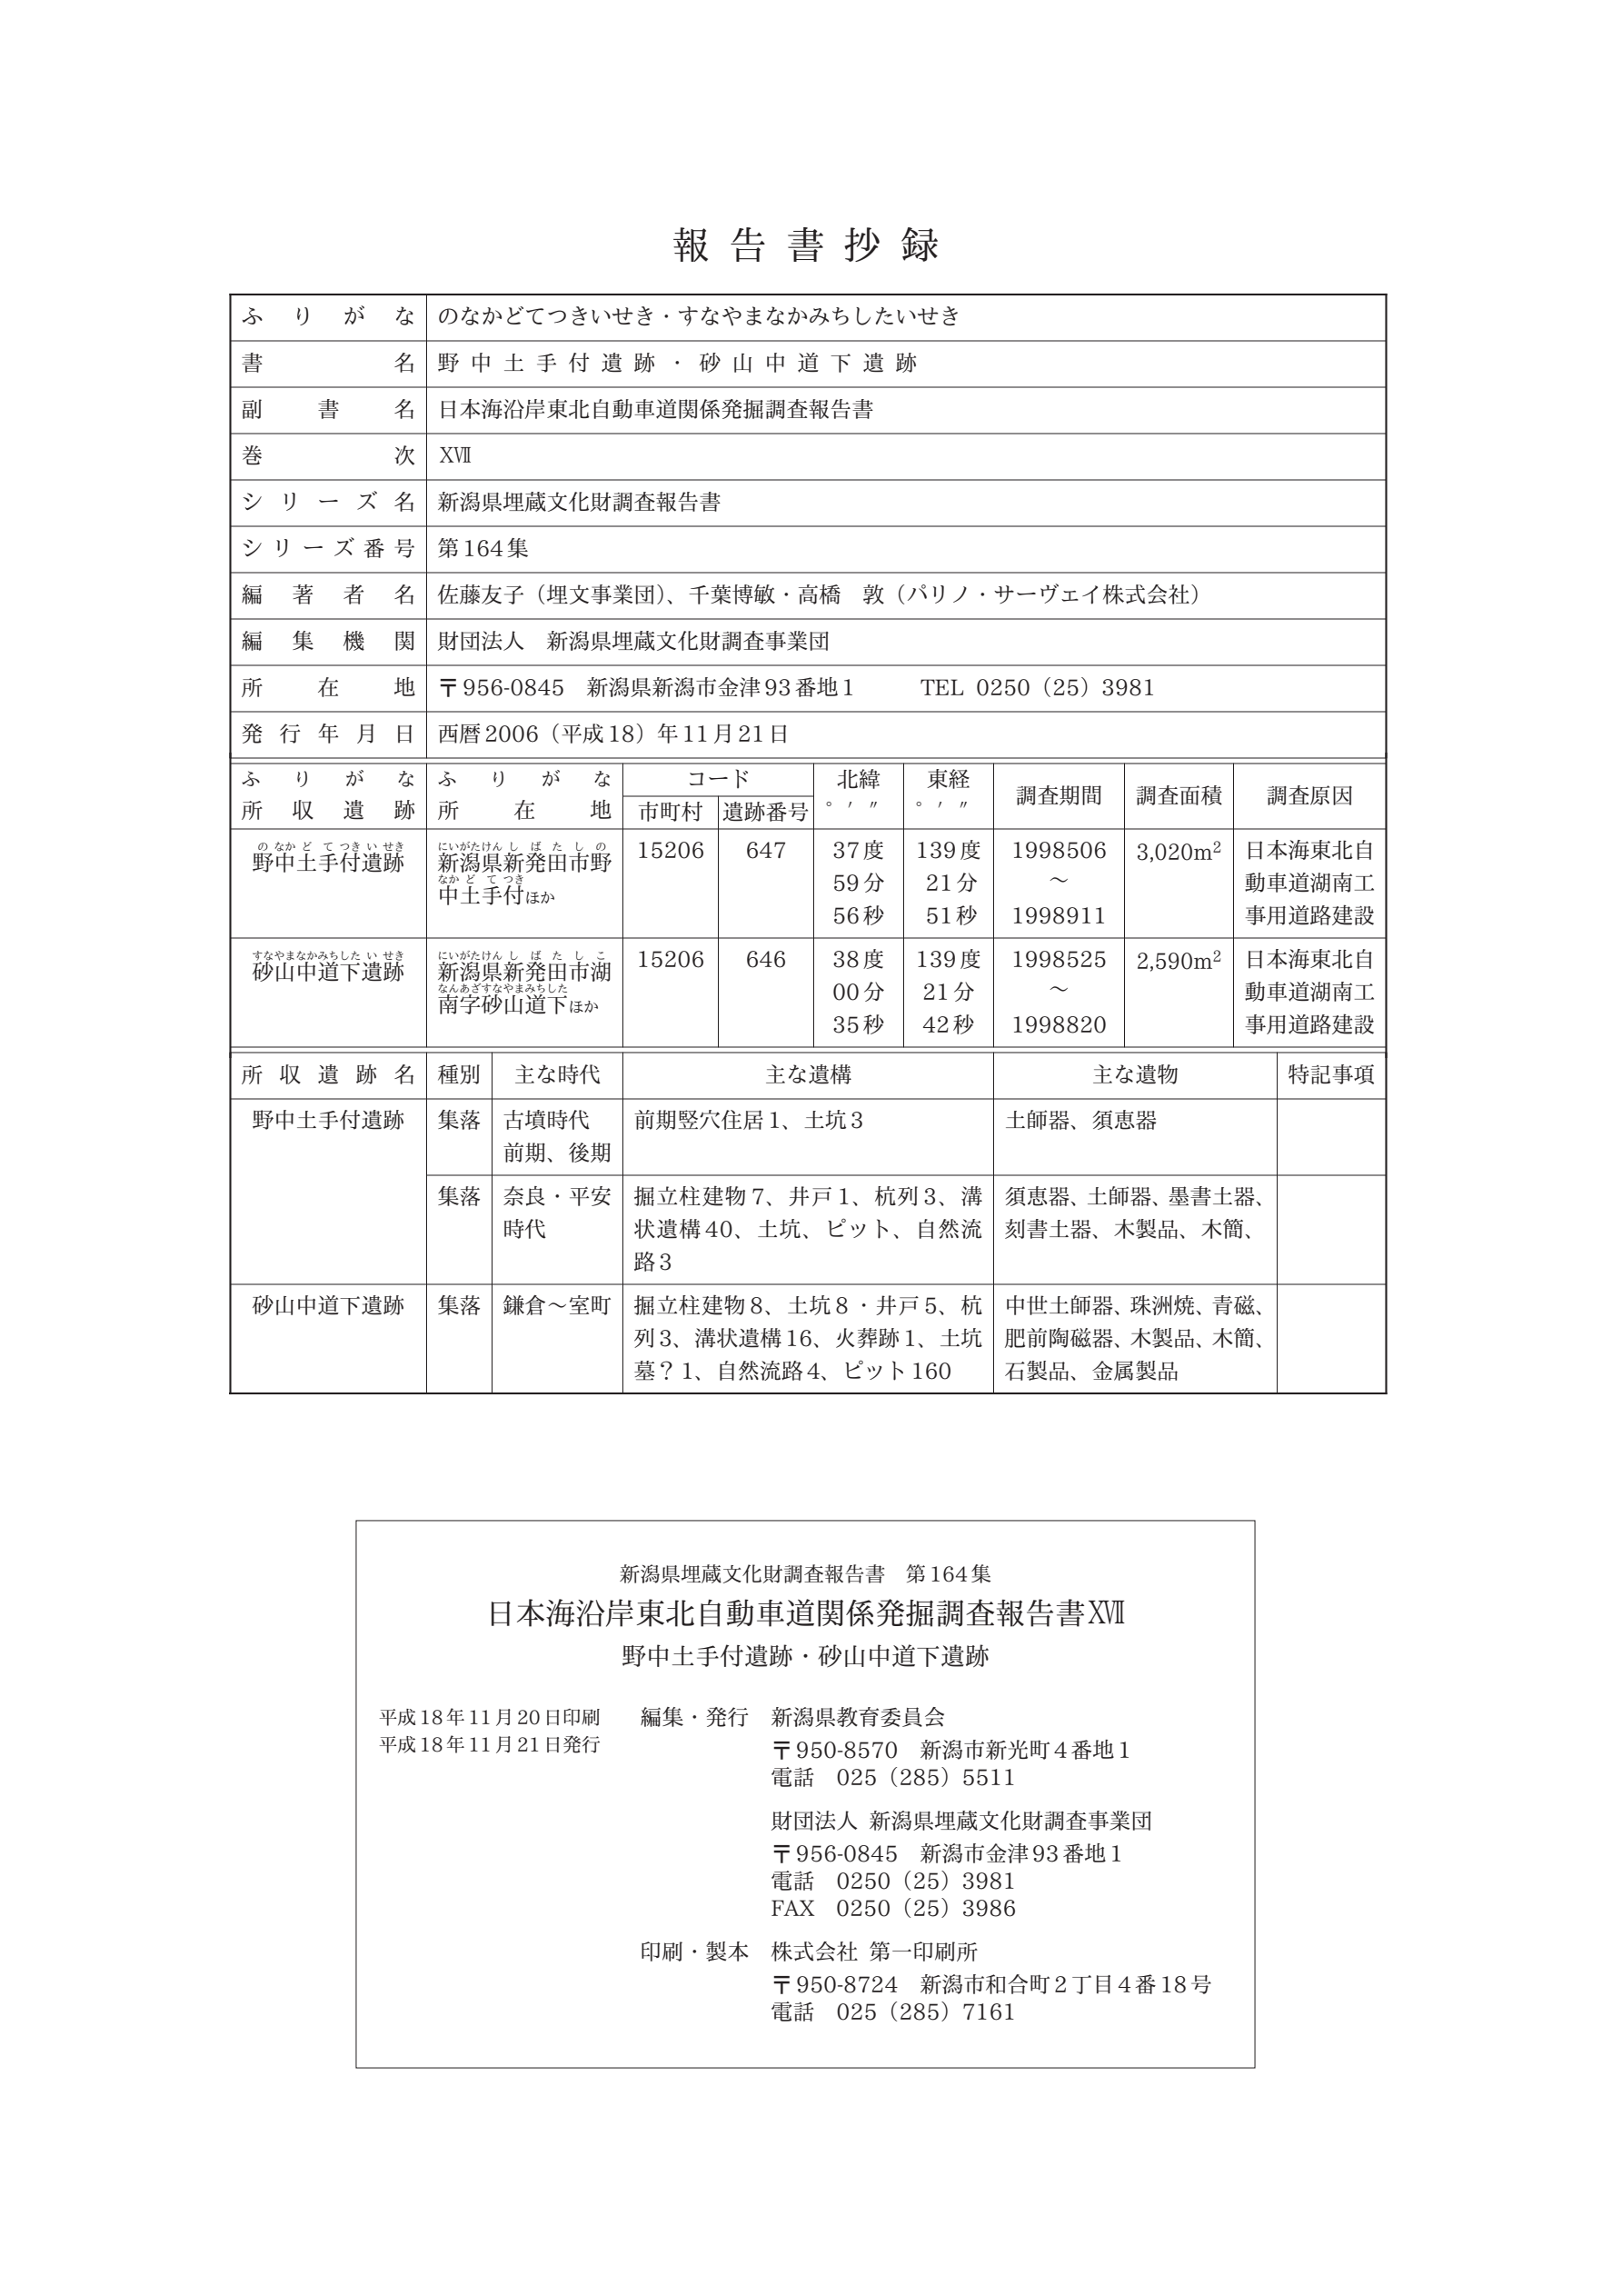 報告書抄録
ふりがな のなかどてつきいせき・すなやまなかみちしたいせき
書名 野中土手付遺跡・砂山中道下遺跡
副書名 日本海沿岸東北自動車道関係発掘調査報告書
巻次 XⅦ
シリーズ名 新潟県埋蔵文化財調査報告書
シリーズ番号 第164集
編著者名 佐藤友子（埋文事業団）、千葉博敏・高橋　敦（パリノ・サーヴェイ株式会社）
編集機関 財団法人　新潟県埋蔵文化財調査事業団
所在地 〒956-0845　新潟県新潟市金津93番地1　　　TEL 0250（25）3981
発行年月日 西暦2006（平成18）年11月21日
ふりがな ふりがな コード 北緯 東経 調査期間 調査面積 調査原因
所収遺跡 所在地 市町村 遺跡番号 ° ′ ″ ° ′ ″
のなかどてつきいせき にいがたけんしばたしの
野中土手付遺跡 新潟県新発田市野 15206 647 37度 139度 1998506 3,020m² 日本海東北自
なかどてつき
中土手付ほか 59分 21分 ～ 動車道湖南工
56秒 51秒 1998911 事用道路建設
すなやまなかみちしたいせき にいがたけんしばたしこ
砂山中道下遺跡 新潟県新発田市湖 15206 646 38度 139度 1998525 2,590m² 日本海東北自
なんあざすなやまみちした
南字砂山道下ほか 00分 21分 ～ 動車道湖南工
35秒 42秒 1998820 事用道路建設
所収遺跡名 種別 主な時代 主な遺構 主な遺物 特記事項
野中土手付遺跡 集落 古墳時代 前期竪穴住居1、土坑3 土師器、須恵器
前期、後期
集落 奈良・平安 掘立柱建物7、井戸1、杭列3、溝 須恵器、土師器、墨書土器、
時代 状遺構40、土坑、ピット、自然流 刻書土器、木製品、木簡、
路3
砂山中道下遺跡 集落 鎌倉～室町 掘立柱建物8、土坑8・井戸5、杭 中世土師器、珠洲焼、青磁、
列3、溝状遺構16、火葬跡1、土坑 肥前陶磁器、木製品、木簡、
墓？1、自然流路4、ピット160 石製品、金属製品
新潟県埋蔵文化財調査報告書　第164集
日本海沿岸東北自動車道関係発掘調査報告書XⅦ
野中土手付遺跡・砂山中道下遺跡
平成18年11月20日印刷
平成18年11月21日発行
編集・発行　新潟県教育委員会
〒950-8570　新潟市新光町4番地1
電話　025（285）5511
財団法人 新潟県埋蔵文化財調査事業団
〒956-0845　新潟市金津93番地1
電話　0250（25）3981
FAX　0250（25）3986
印刷・製本　株式会社 第一印刷所
〒950-8724　新潟市和合町2丁目4番18号
電話　025（285）7161